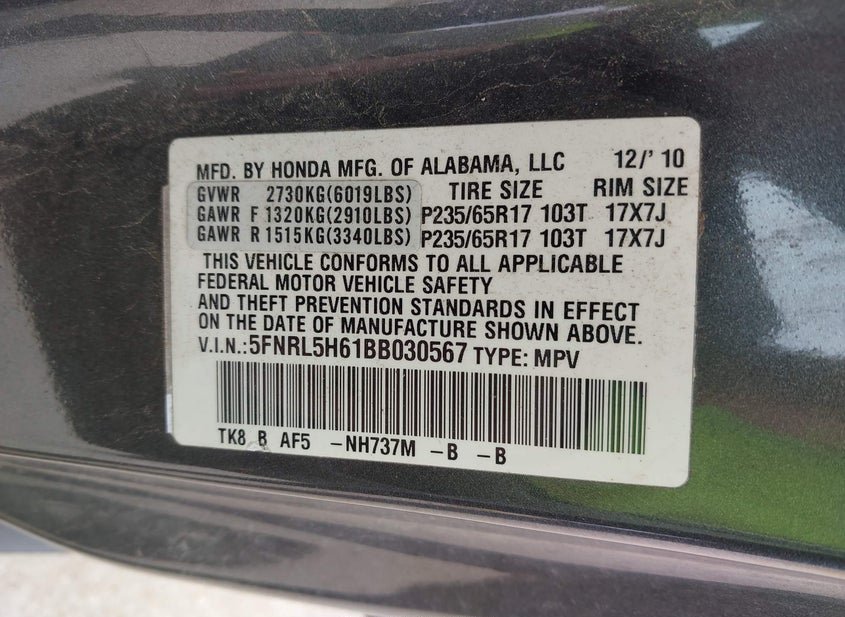 MFD. BY HONDA MFG. OF ALABAMA, LLC 12/' 10
GVWR 2730KG(6019LBS) TIRE SIZE RIM SIZE
GAWR F 1320KG(2910LBS) P235/65R17 103T 17X7J
GAWR R 1515KG(3340LBS) P235/65R17 103T 17X7J
THIS VEHICLE CONFORMS TO ALL APPLICABLE
FEDERAL MOTOR VEHICLE SAFETY
AND THEFT PREVENTION STANDARDS IN EFFECT
ON THE DATE OF MANUFACTURE SHOWN ABOVE.
V.I.N.:5FNRL5H61BB030567 TYPE: MPV
TK8 B AF5 -NH737M -B -B